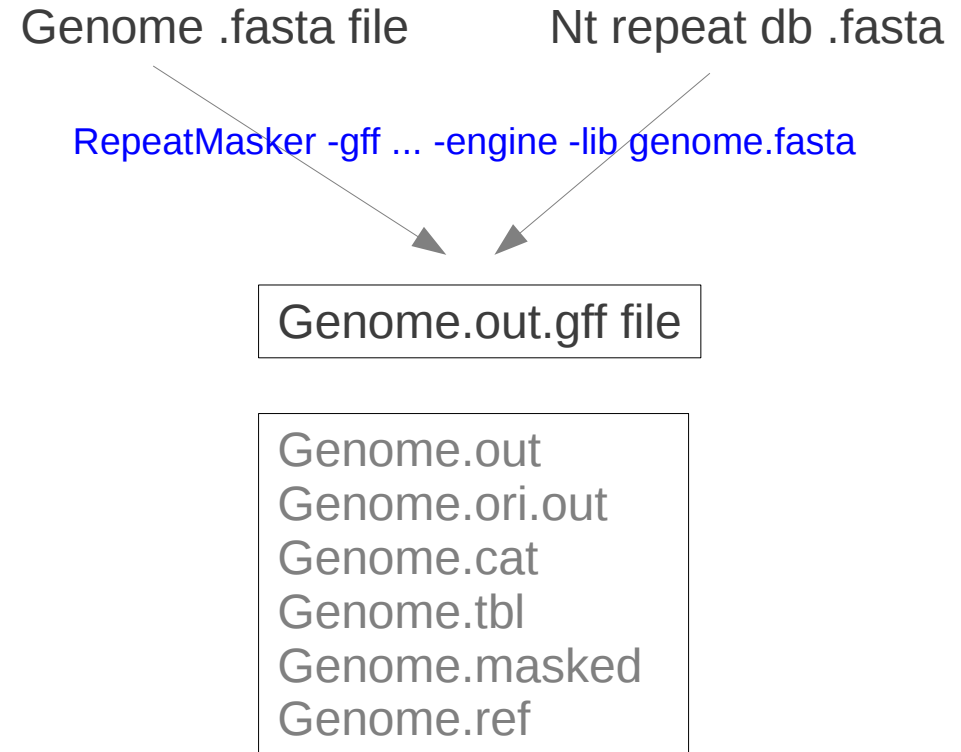 Genome .fasta file Nt repeat db .fasta
RepeatMasker -gff ... -engine -lib genome.fasta
Genome.out.gff file
Genome.out
Genome.ori.out
Genome.cat
Genome.tbl
Genome.masked
Genome.ref